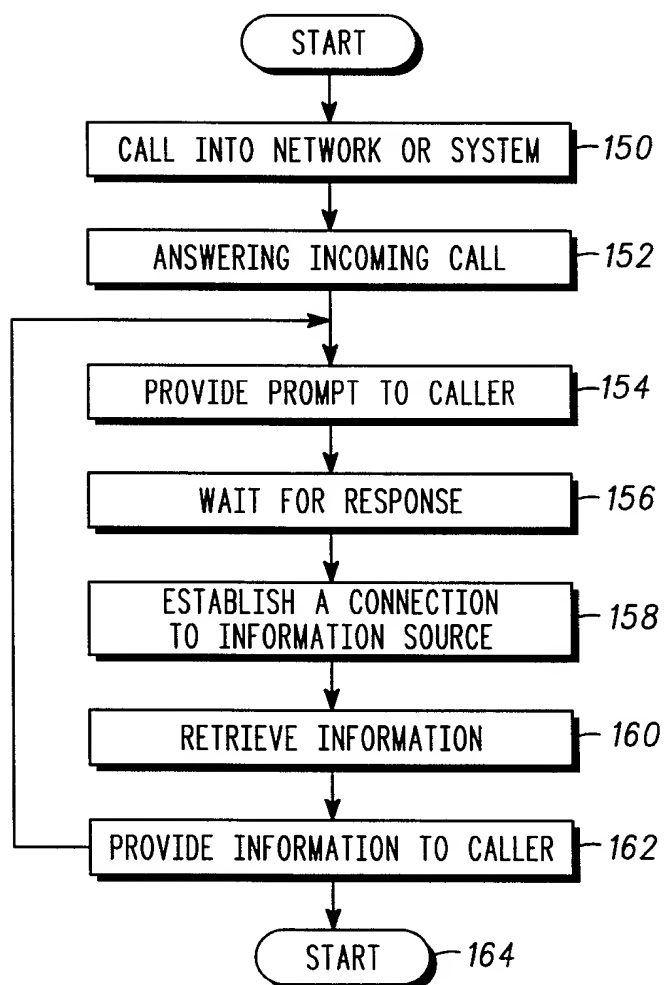 START
CALL INTO NETWORK OR SYSTEM 150
ANSWERING INCOMING CALL 152
PROVIDE PROMPT TO CALLER 154
WAIT FOR RESPONSE 156
ESTABLISH A CONNECTION
TO INFORMATION SOURCE 158
RETRIEVE INFORMATION 160
PROVIDE INFORMATION TO CALLER 162
START 164